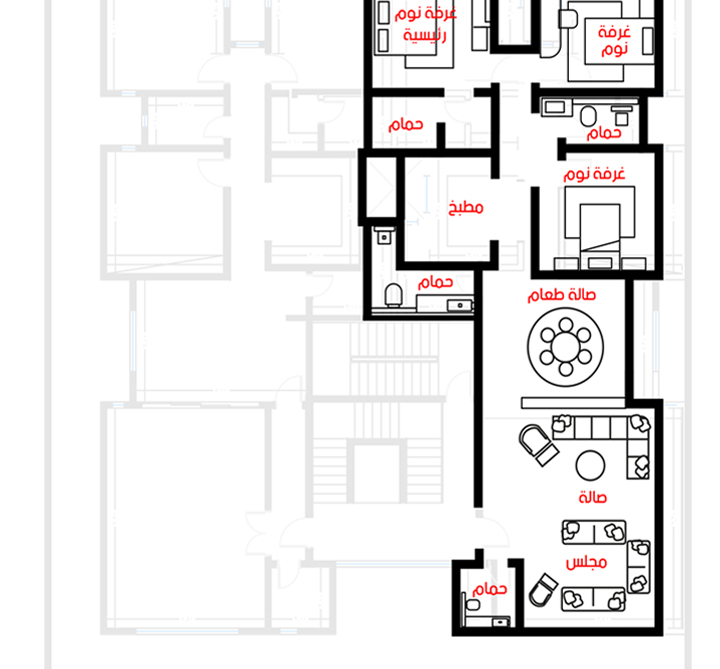 غرفة نوم
رئيسية
غرفة
نوم
حمام
حمام
غرفة نوم
مطبخ
حمام
صالة طعام
صالة
مجلس
حمام